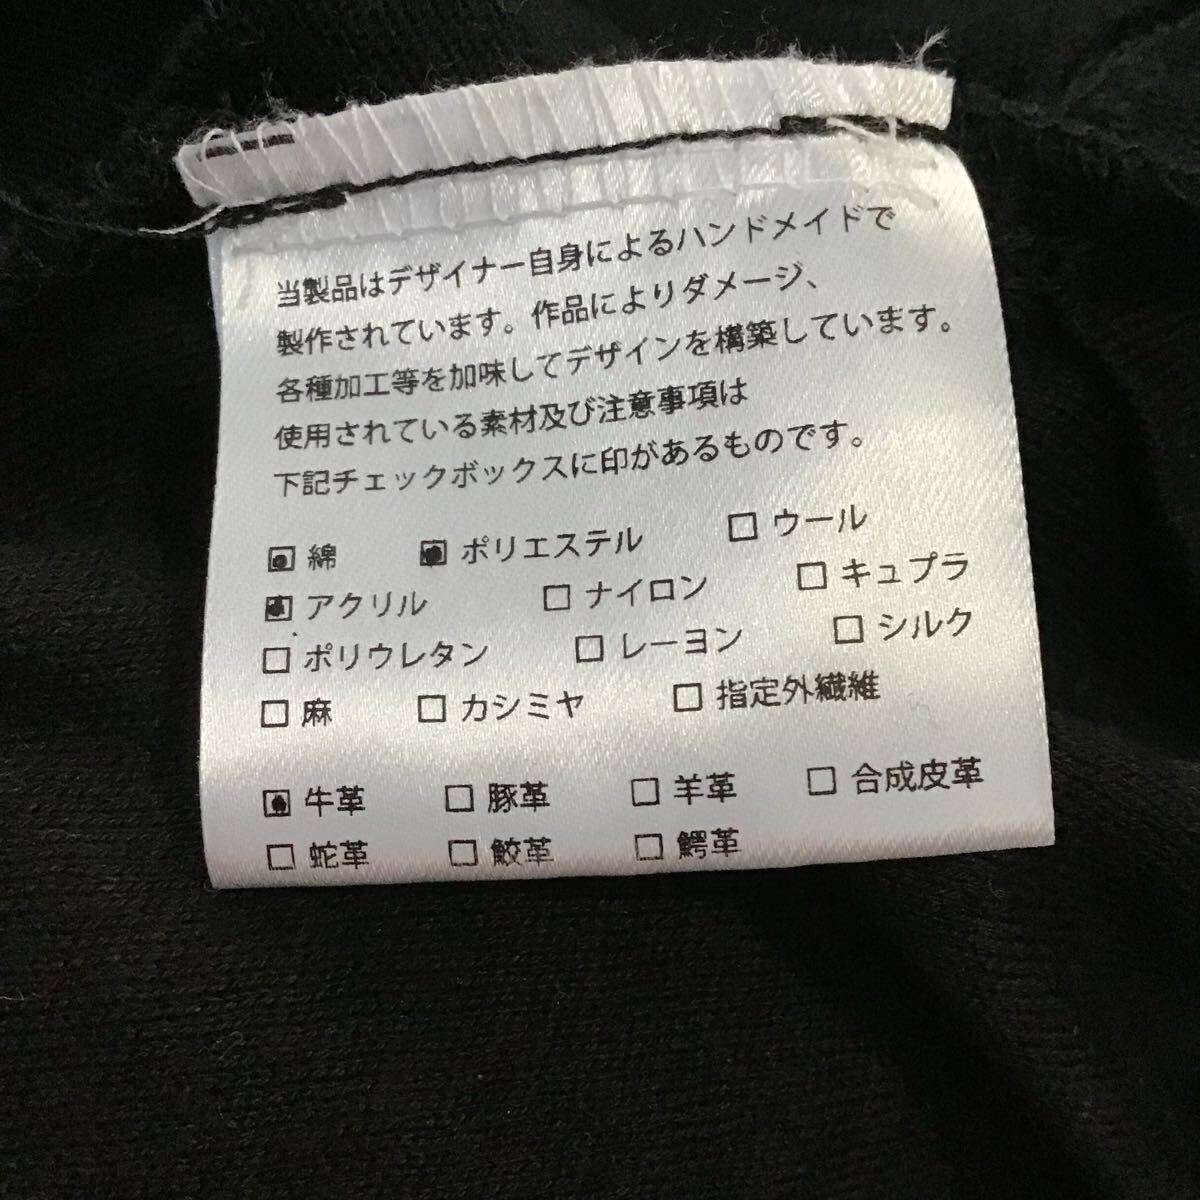 当製品はデザイナー自身によるハンドメイドで
製作されています。作品によりダメージ、
各種加工等を加味してデザインを構築しています。
使用されている素材及び注意事項は
下記チェックボックスに印があるものです。
☑ 綿 ☑ ポリエステル ☐ ウール
☑ アクリル ☐ ナイロン ☐ キュプラ
☐ ポリウレタン ☐ レーヨン ☐ シルク
☐ 麻 ☐ カシミヤ ☐ 指定外繊維
☑ 牛革 ☐ 豚革 ☐ 羊革 ☐ 合成皮革
☐ 蛇革 ☐ 鮫革 ☐ 鰐革